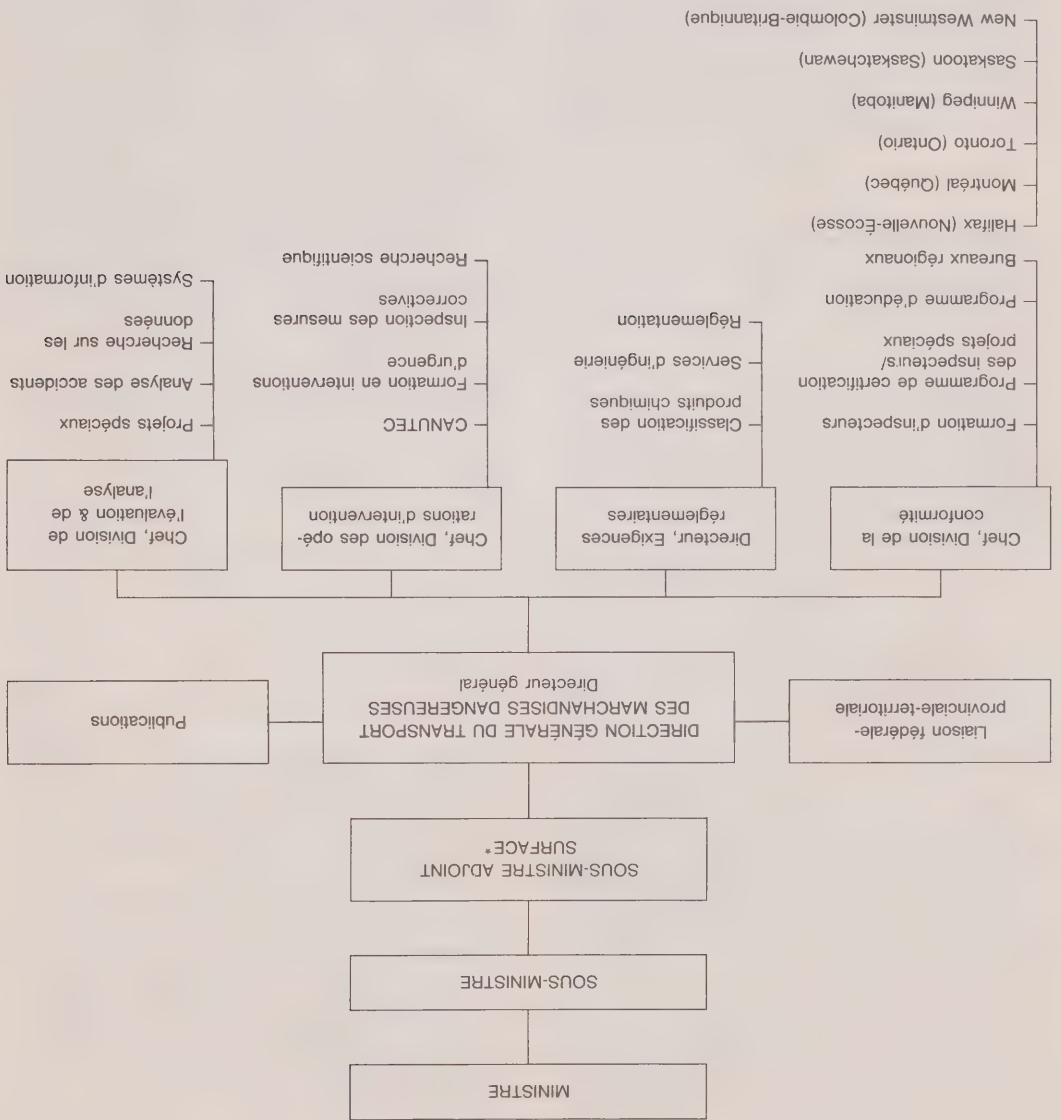 MINISTRE
SOUS-MINISTRE
SOUS-MINISTRE ADJOINT
SURFACE*
Liaison fédérale-
provinciale-territoriale
DIRECTION GÉNÉRALE DU TRANSPORT
DES MARCHANDISES DANGEREUSES
Directeur général
Publications
Chef, Division de la
conformité
Formation d'inspecteurs
Programme de certification
des inspecteurs/
projets spéciaux
Programme d'éducation
Bureaux régionaux
Halifax (Nouvelle-Écosse)
Montréal (Québec)
Toronto (Ontario)
Winnipeg (Manitoba)
Saskatoon (Saskatchewan)
New Westminster (Colombie-Britannique)
Directeur, Exigences
réglementaires
Classification des
produits chimiques
Services d'ingénierie
Réglementation
Chef, Division des opé-
rations d'intervention
CANUTEC
Formation en interventions
d'urgence
Inspection des mesures
correctives
Recherche scientifique
Chef, Division de
l'évaluation & de
l'analyse
Projets spéciaux
Analyse des accidents
Recherche sur les
données
Systèmes d'information